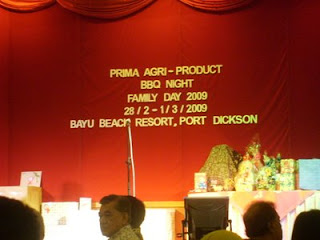 PRIMA AGRI-PRODUCT
BBQ NIGHT
FAMILY DAY 2009
28/2-1/3/2009
BAYU BEACH RESORT, PORT DICKSON